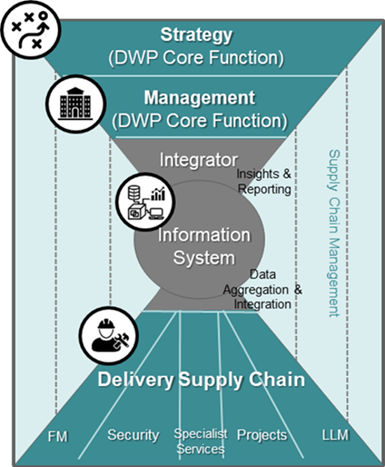 Strategy
(DWP Core Function)
Management
(DWP Core Function)
Integrator
Insights &
Reporting
Information
System
Data
Aggregation &
Integration
Supply Chain Management
Delivery Supply Chain
FM
Security
Specialist
Services
Projects
LLM